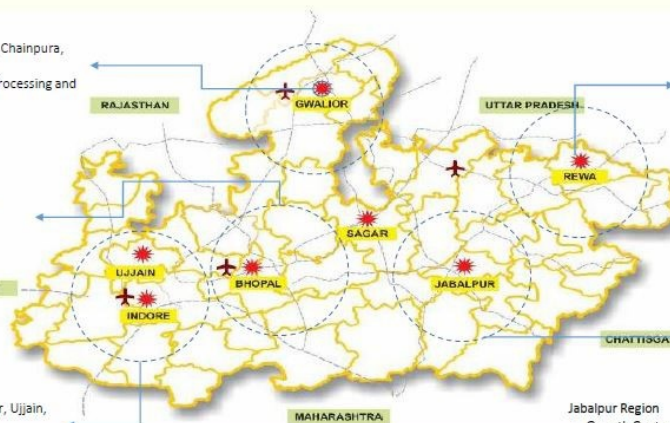 Chainpura,
rocessing and
RAJASTHAN
UTTAR PRADESH
GWALIOR
REWA
SAGAR
UJJAIN
BHOPAL
JABALPUR
INDORE
CHATTISGA
r, Ujjain,
MAHARASHTRA
Jabalpur Region